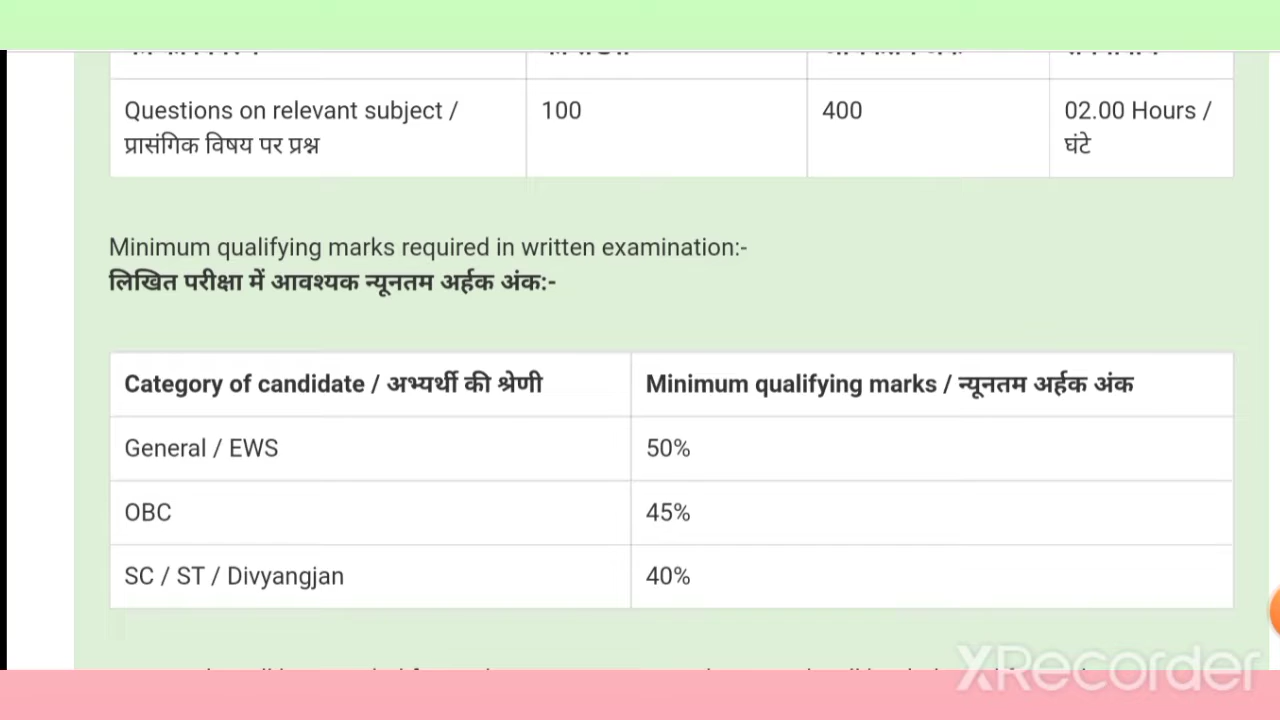 Questions on relevant subject /
प्रासंगिक विषय पर प्रश्न
100
400
02.00 Hours /
घंटे
Minimum qualifying marks required in written examination:-
लिखित परीक्षा में आवश्यक न्यूनतम अर्हक अंक:-
Category of candidate / अभ्यर्थी की श्रेणी
Minimum qualifying marks / न्यूनतम अर्हक अंक
General / EWS
50%
OBC
45%
SC / ST / Divyangjan
40%
XRecorder